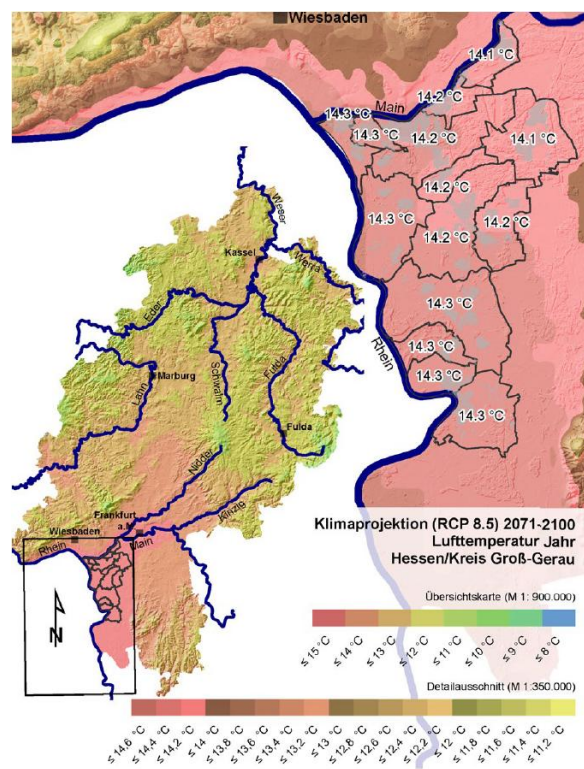 Wiesbaden
14.1 °C
14.2 °C
Main
14.3 °C
14.3 °C
14.2 °C
14.1 °C
14.2 °C
14.3 °C
14.2 °C
14.2 °C
14.3 °C
14.3 °C
14.3 °C
14.3 °C
Rhein
Weser
Kassel
Werra
Eder
Fulda
Schwalm
Lahn
Marburg
Fulda
Nidder
Kinzig
Frankfurt
a.M.
Wiesbaden
Rhein
Main
N
Klimaprojektion (RCP 8.5) 2071-2100
Lufttemperatur Jahr
Hessen/Kreis Groß-Gerau
Übersichtskarte (M 1: 900.000)
≤ 15 °C
≤ 14 °C
≤ 13 °C
≤ 12 °C
≤ 11 °C
≤ 10 °C
≤ 9 °C
≤ 8 °C
Detailausschnitt (M 1:350.000)
≤ 14,6 °C
≤ 14,4 °C
≤ 14,2 °C
≤ 14 °C
≤ 13,8 °C
≤ 13,6 °C
≤ 13,4 °C
≤ 13,2 °C
≤ 13 °C
≤ 12,8 °C
≤ 12,6 °C
≤ 12,4 °C
≤ 12,2 °C
≤ 12 °C
≤ 11,8 °C
≤ 11,6 °C
≤ 11,4 °C
≤ 11,2 °C